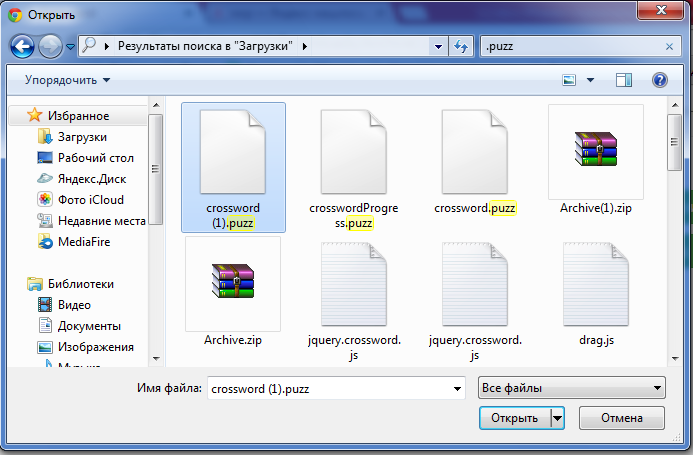 Открыть
Результаты поиска в "Загрузки"
.puzz
Упорядочить
Избранное
Загрузки
Рабочий стол
Яндекс.Диск
Фото iCloud
Недавние места
MediaFire
Библиотеки
Видео
Документы
Изображения
crossword
(1).puzz
crosswordProgre
ss.puzz
crossword.puzz
Archive(1).zip
Archive.zip
jquery.crossword.
js
jquery.crossword.
js
drag.js
Имя файла:
crossword (1).puzz
Все файлы
Открыть
Отмена